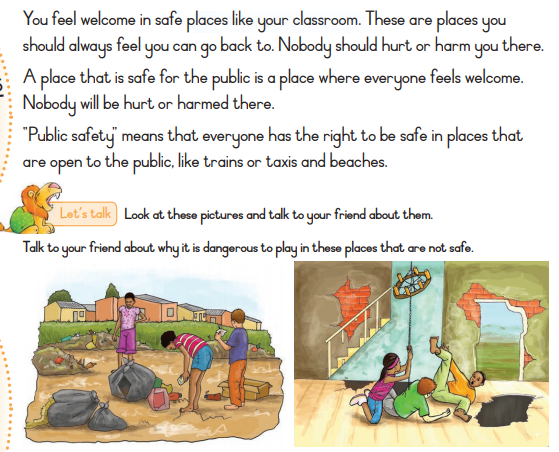 You feel welcome in safe places like your classroom. These are places you
should always feel you can go back to. Nobody should hurt or harm you there.
A place that is safe for the public is a place where everyone feels welcome.
Nobody will be hurt or harmed there.
"Public safety" means that everyone has the right to be safe in places that
are open to the public, like trains or taxis and beaches.
Let's talk
Look at these pictures and talk to your friend about them.
Talk to your friend about why it is dangerous to play in these places that are not safe.